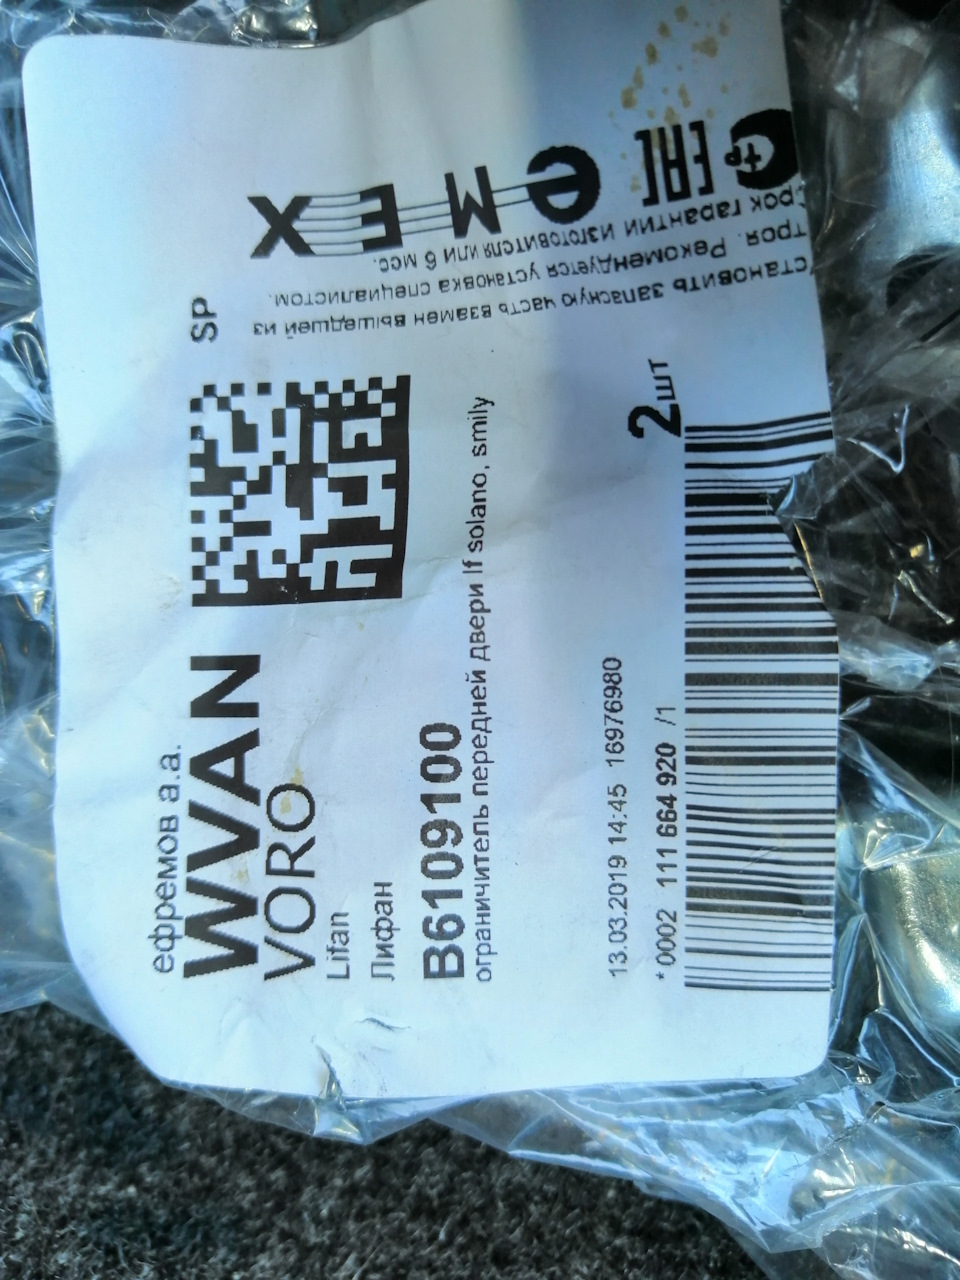 ефремов а.а.
WVAN
VORO
SP
Lifan
Лифан
B6109100
ограничитель передней двери lf solano, smily
13.03.2019 14:45 16976980
2шт
* 0002 111 664 920 /1
EMEX
EAC
установить запасную часть взамен вышедшей из
строя. Рекомендуется установка специалистом.
Срок гарантии изготовителя или 6 мес.